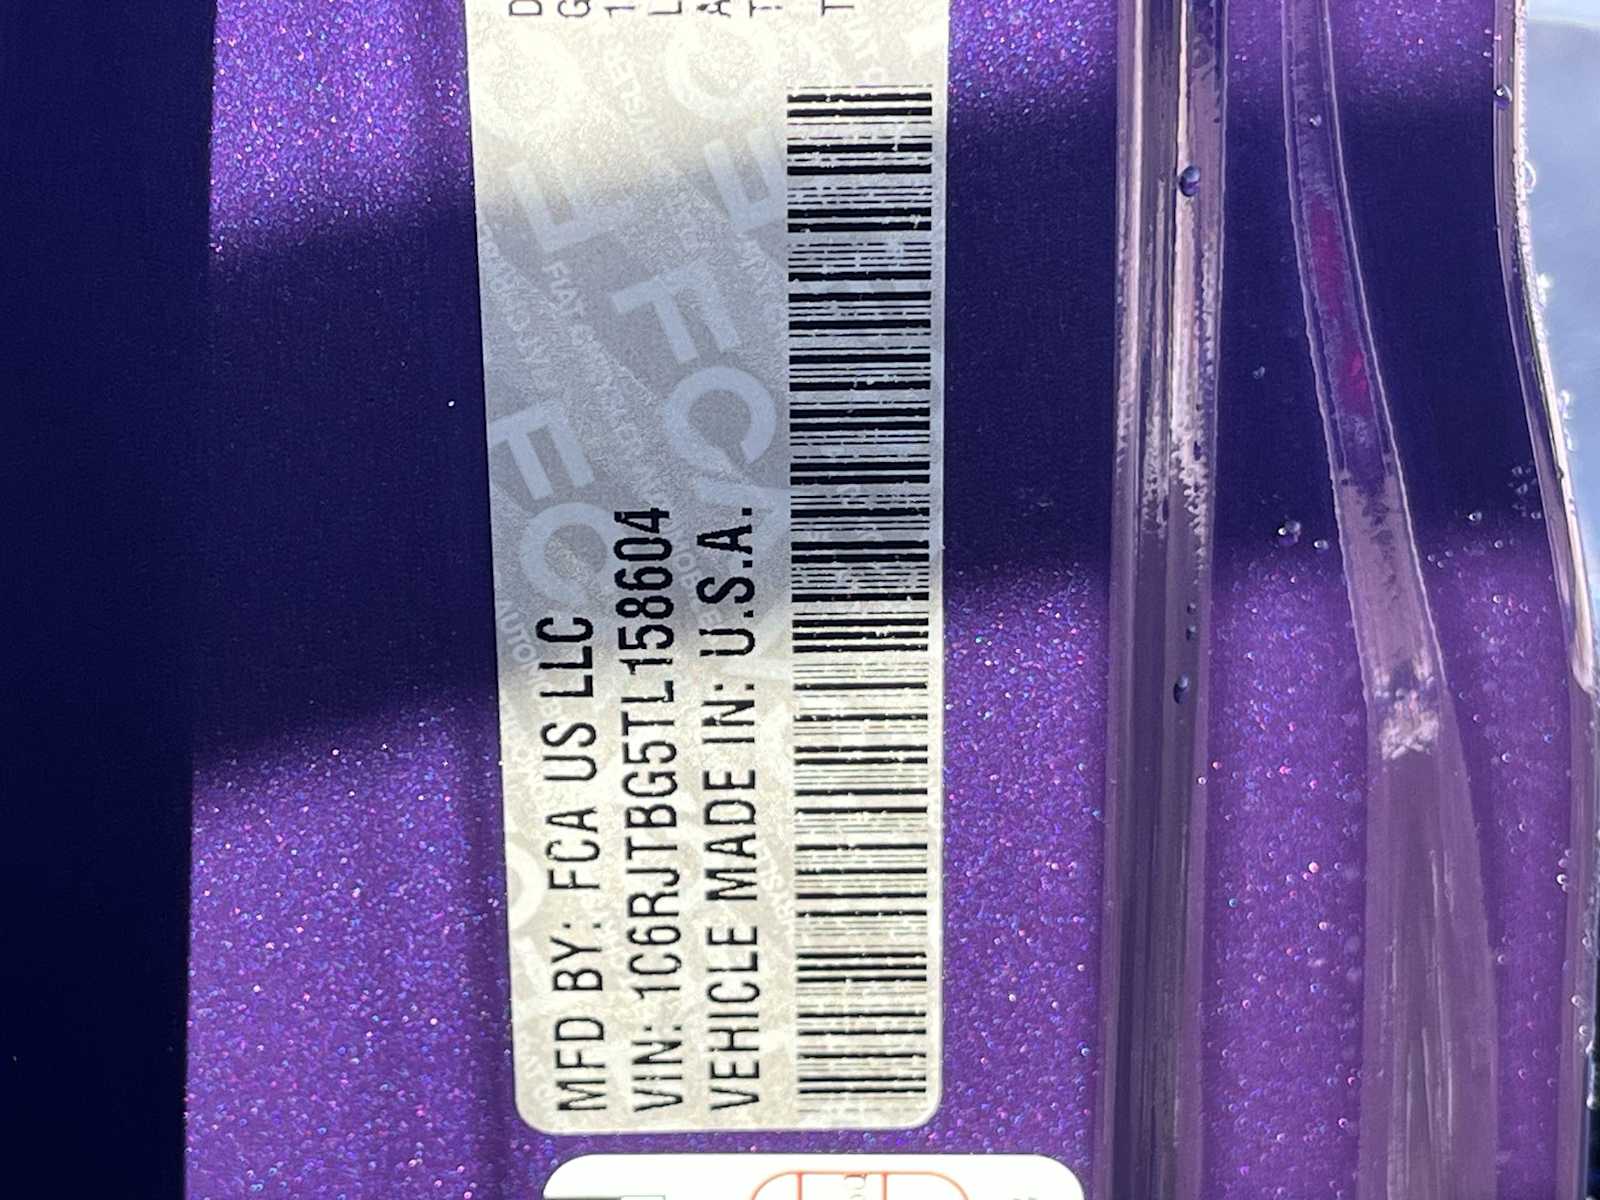 MFD BY: FCA US LLC
VIN: 1C6RJTBG5TL158604
VEHICLE MADE IN: U.S.A.